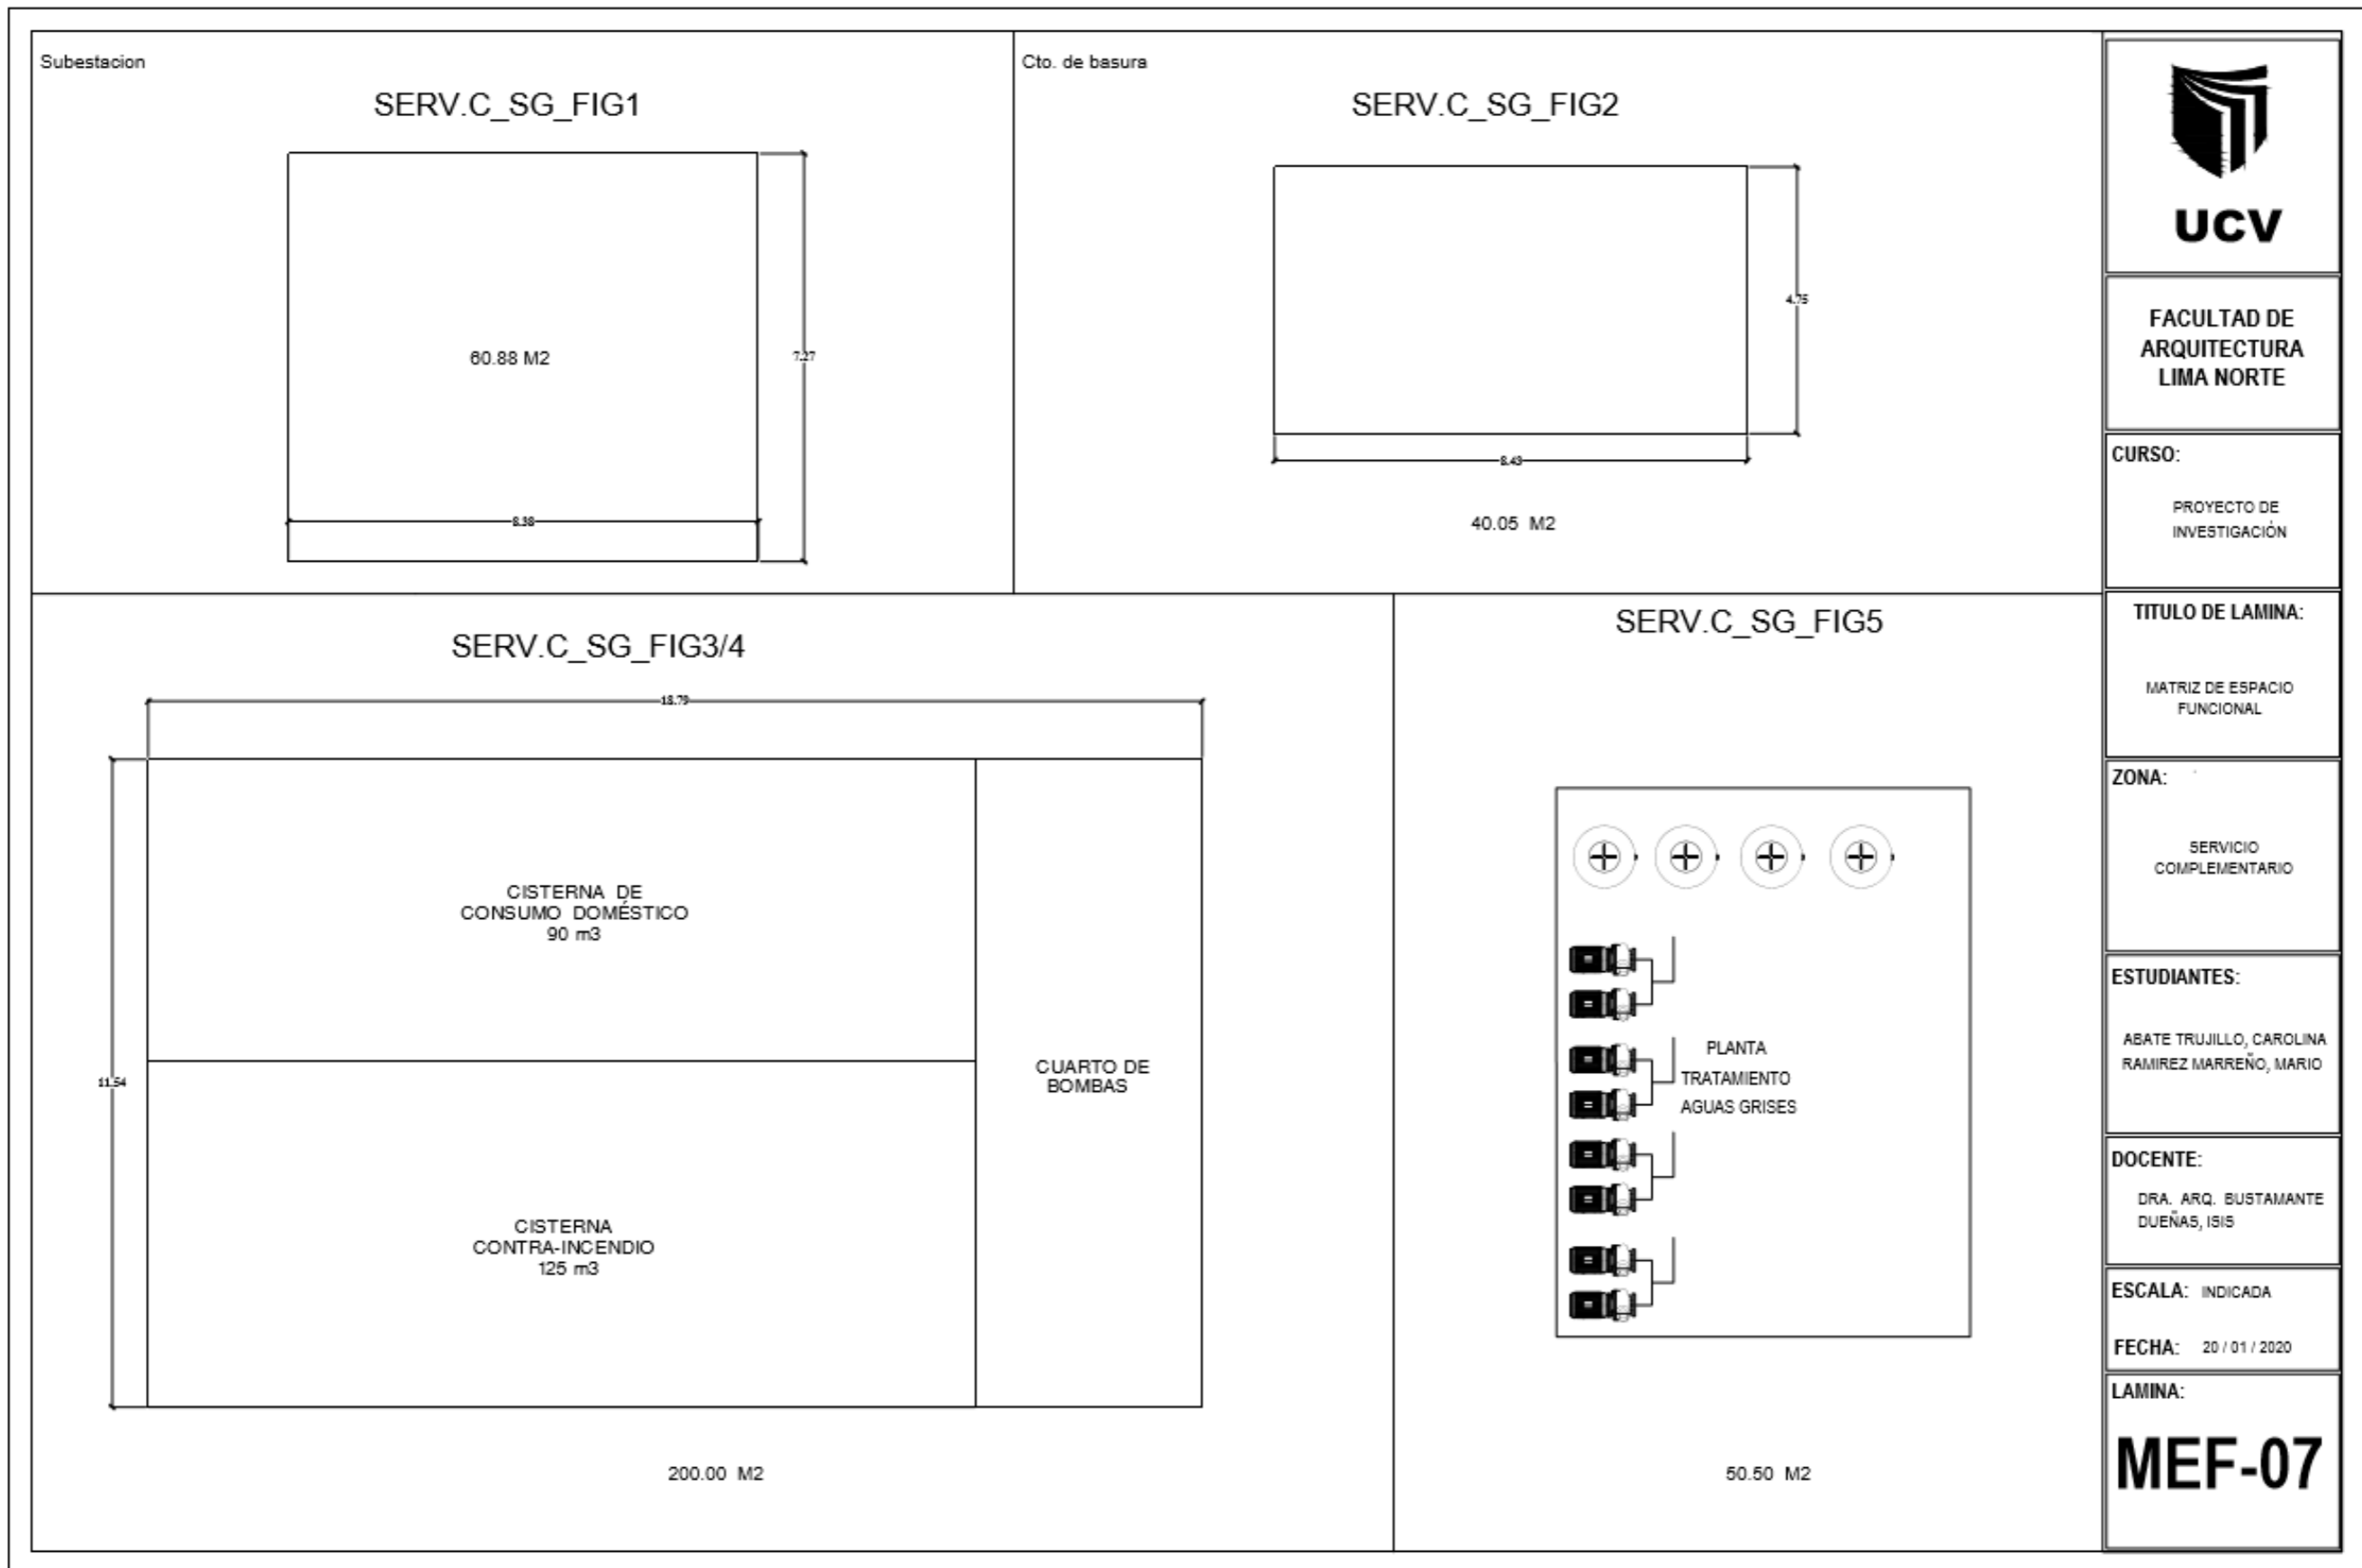 Subestacion
SERV.C_SG_FIG1
60.88 M2
7.27
8.38
Cto. de basura
SERV.C_SG_FIG2
4.75
8.43
40.05 M2
SERV.C_SG_FIG3/4
18.79
11.54
CISTERNA DE
CONSUMO DOMÉSTICO
90 m3
CUARTO DE
BOMBAS
CISTERNA
CONTRA-INCENDIO
125 m3
200.00 M2
SERV.C_SG_FIG5
PLANTA
TRATAMIENTO
AGUAS GRISES
50.50 M2
UCV
FACULTAD DE
ARQUITECTURA
LIMA NORTE
CURSO:
PROYECTO DE
INVESTIGACIÓN
TITULO DE LAMINA:
MATRIZ DE ESPACIO
FUNCIONAL
ZONA:
SERVICIO
COMPLEMENTARIO
ESTUDIANTES:
ABATE TRUJILLO, CAROLINA
RAMIREZ MARREÑO, MARIO
DOCENTE:
DRA. ARQ. BUSTAMANTE
DUEÑAS, ISIS
ESCALA: INDICADA
FECHA: 20 / 01 / 2020
LAMINA:
MEF-07